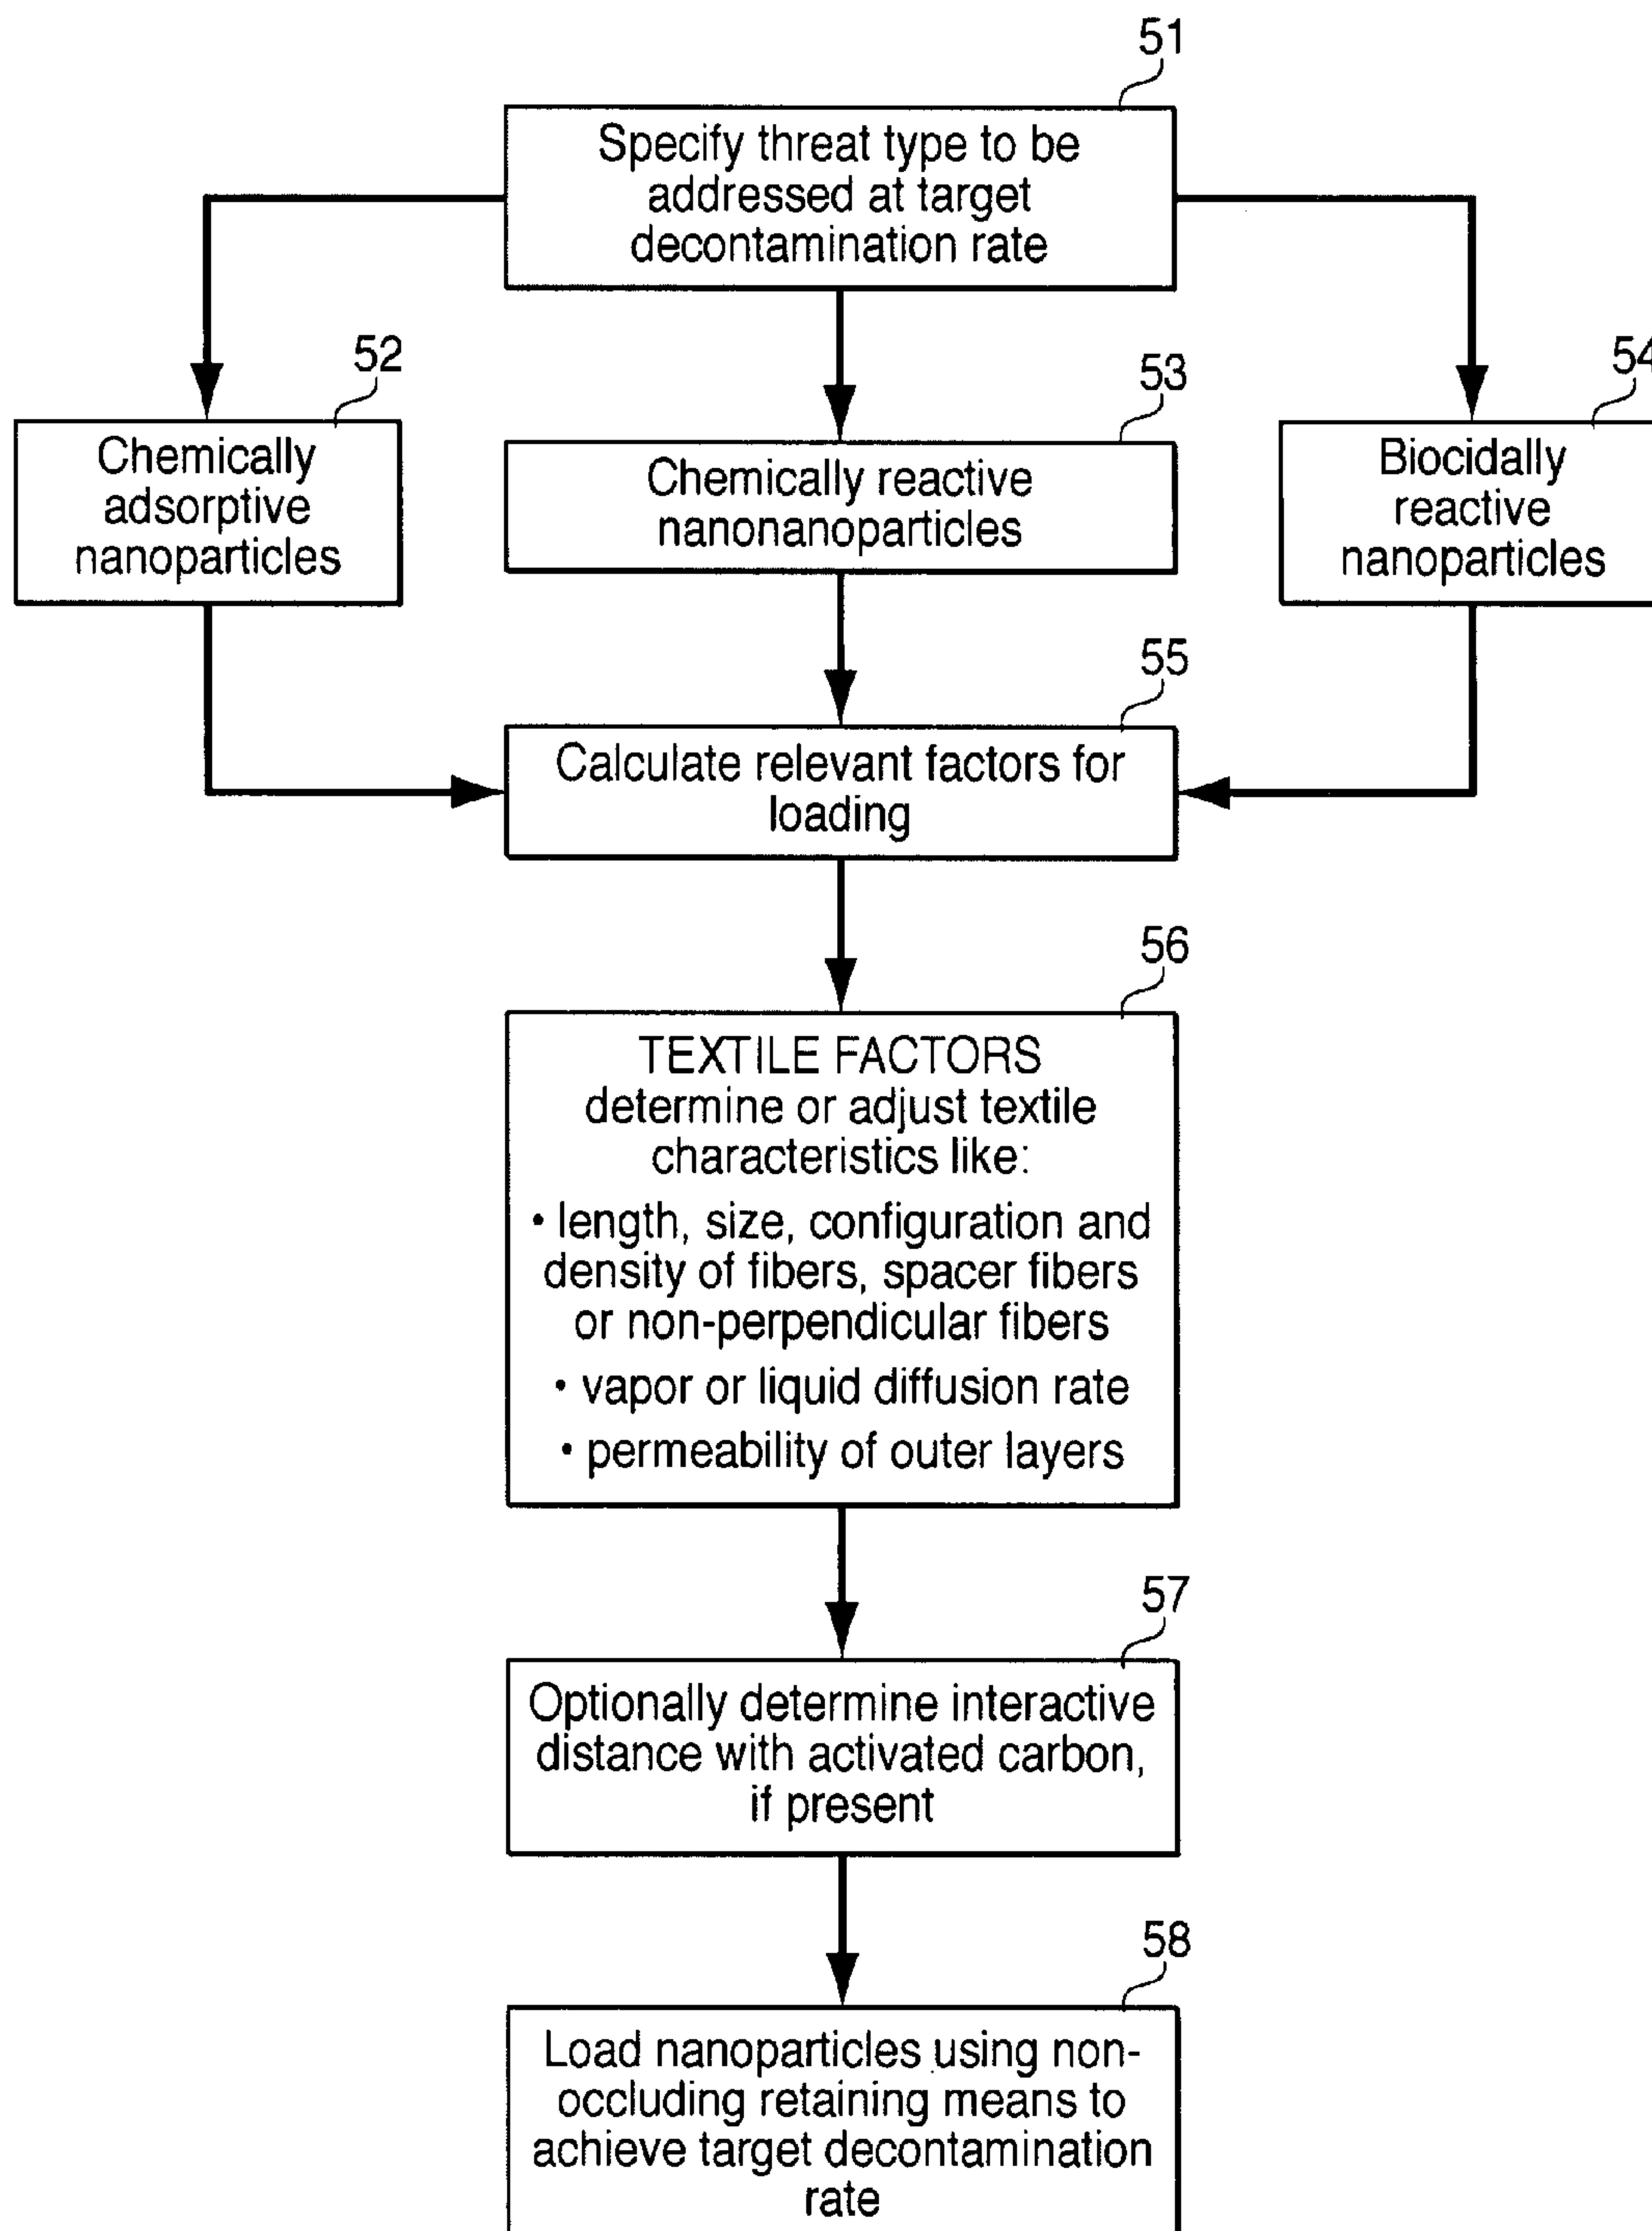 51
Specify threat type to be
addressed at target
decontamination rate
52
Chemically
adsorptive
nanoparticles
53
Chemically reactive
nanonanoparticles
54
Biocidally
reactive
nanoparticles
55
Calculate relevant factors for
loading
56
TEXTILE FACTORS
determine or adjust textile
characteristics like:
• length, size, configuration and
density of fibers, spacer fibers
or non-perpendicular fibers
• vapor or liquid diffusion rate
• permeability of outer layers
57
Optionally determine interactive
distance with activated carbon,
if present
58
Load nanoparticles using non-
occluding retaining means to
achieve target decontamination
rate